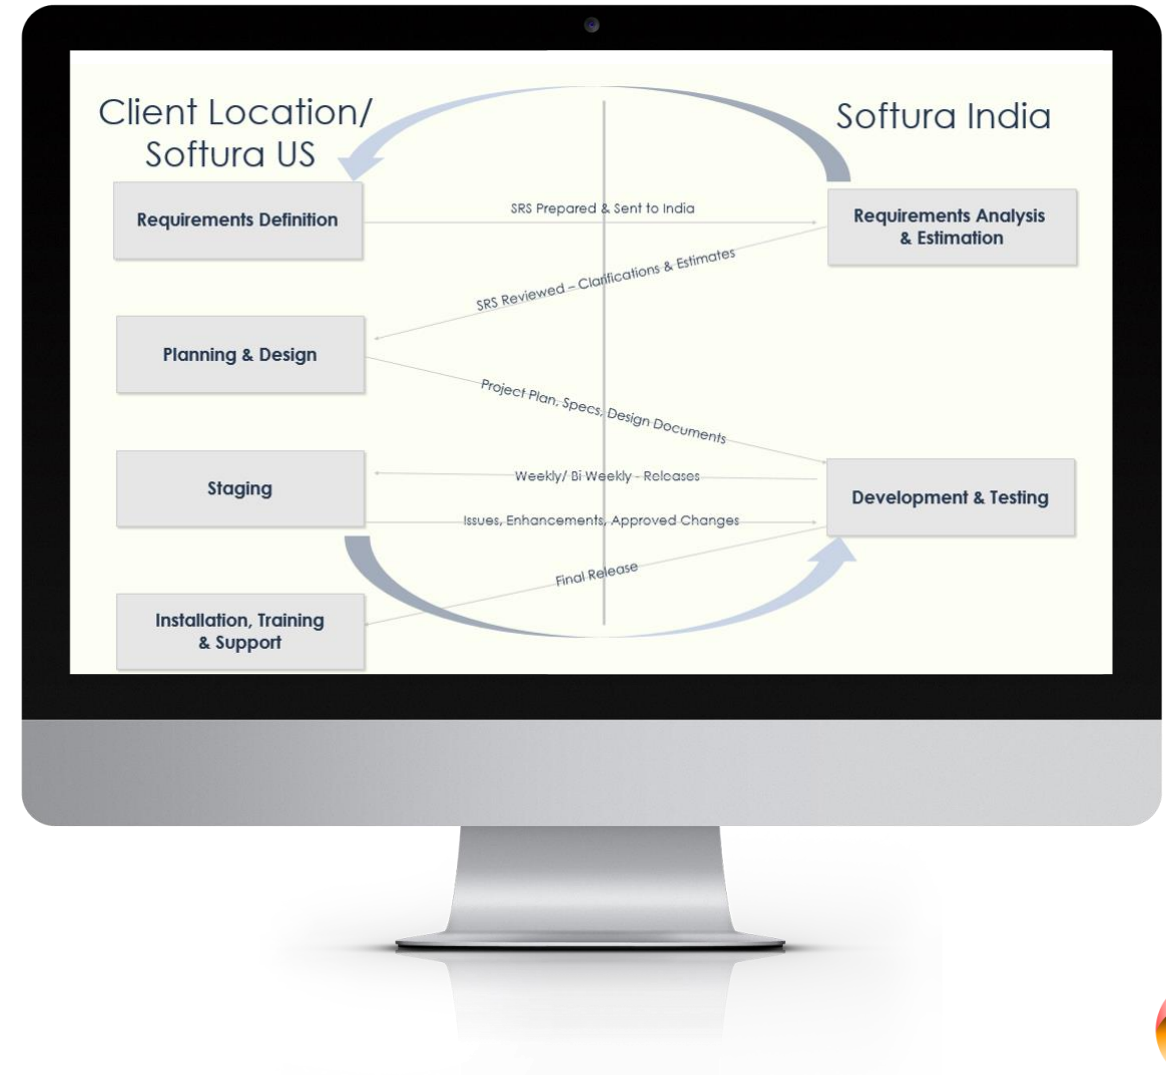 Client Location/
Softura US
Softura India
Requirements Definition
SRS Prepared & Sent to India
Requirements Analysis
& Estimation
SRS Reviewed – Clarifications & Estimates
Planning & Design
Project Plan, Specs, Design Documents
Staging
Weekly/ Bi Weekly - Releases
Development & Testing
Issues, Enhancements, Approved Changes
Final Release
Installation, Training
& Support